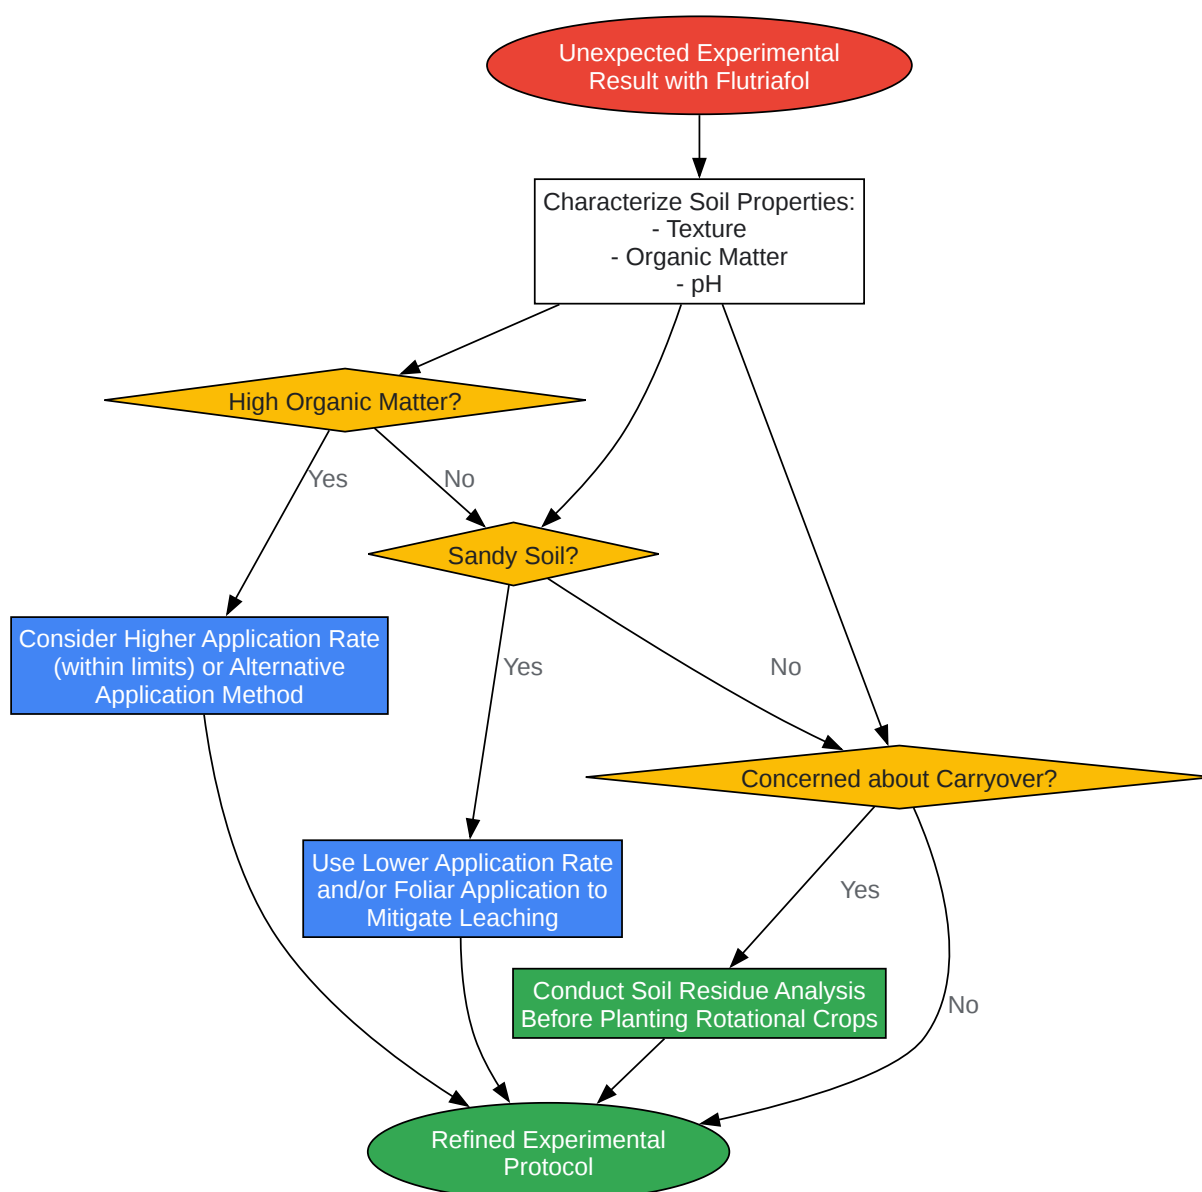 Unexpected Experimental
Result with Flutriafol
Characterize Soil Properties:
- Texture
- Organic Matter
- pH
High Organic Matter?
Yes
No
Sandy Soil?
Consider Higher Application Rate
(within limits) or Alternative
Application Method
Yes
No
Concerned about Carryover?
Use Lower Application Rate
and/or Foliar Application to
Mitigate Leaching
Yes
Conduct Soil Residue Analysis
Before Planting Rotational Crops
No
Refined Experimental
Protocol